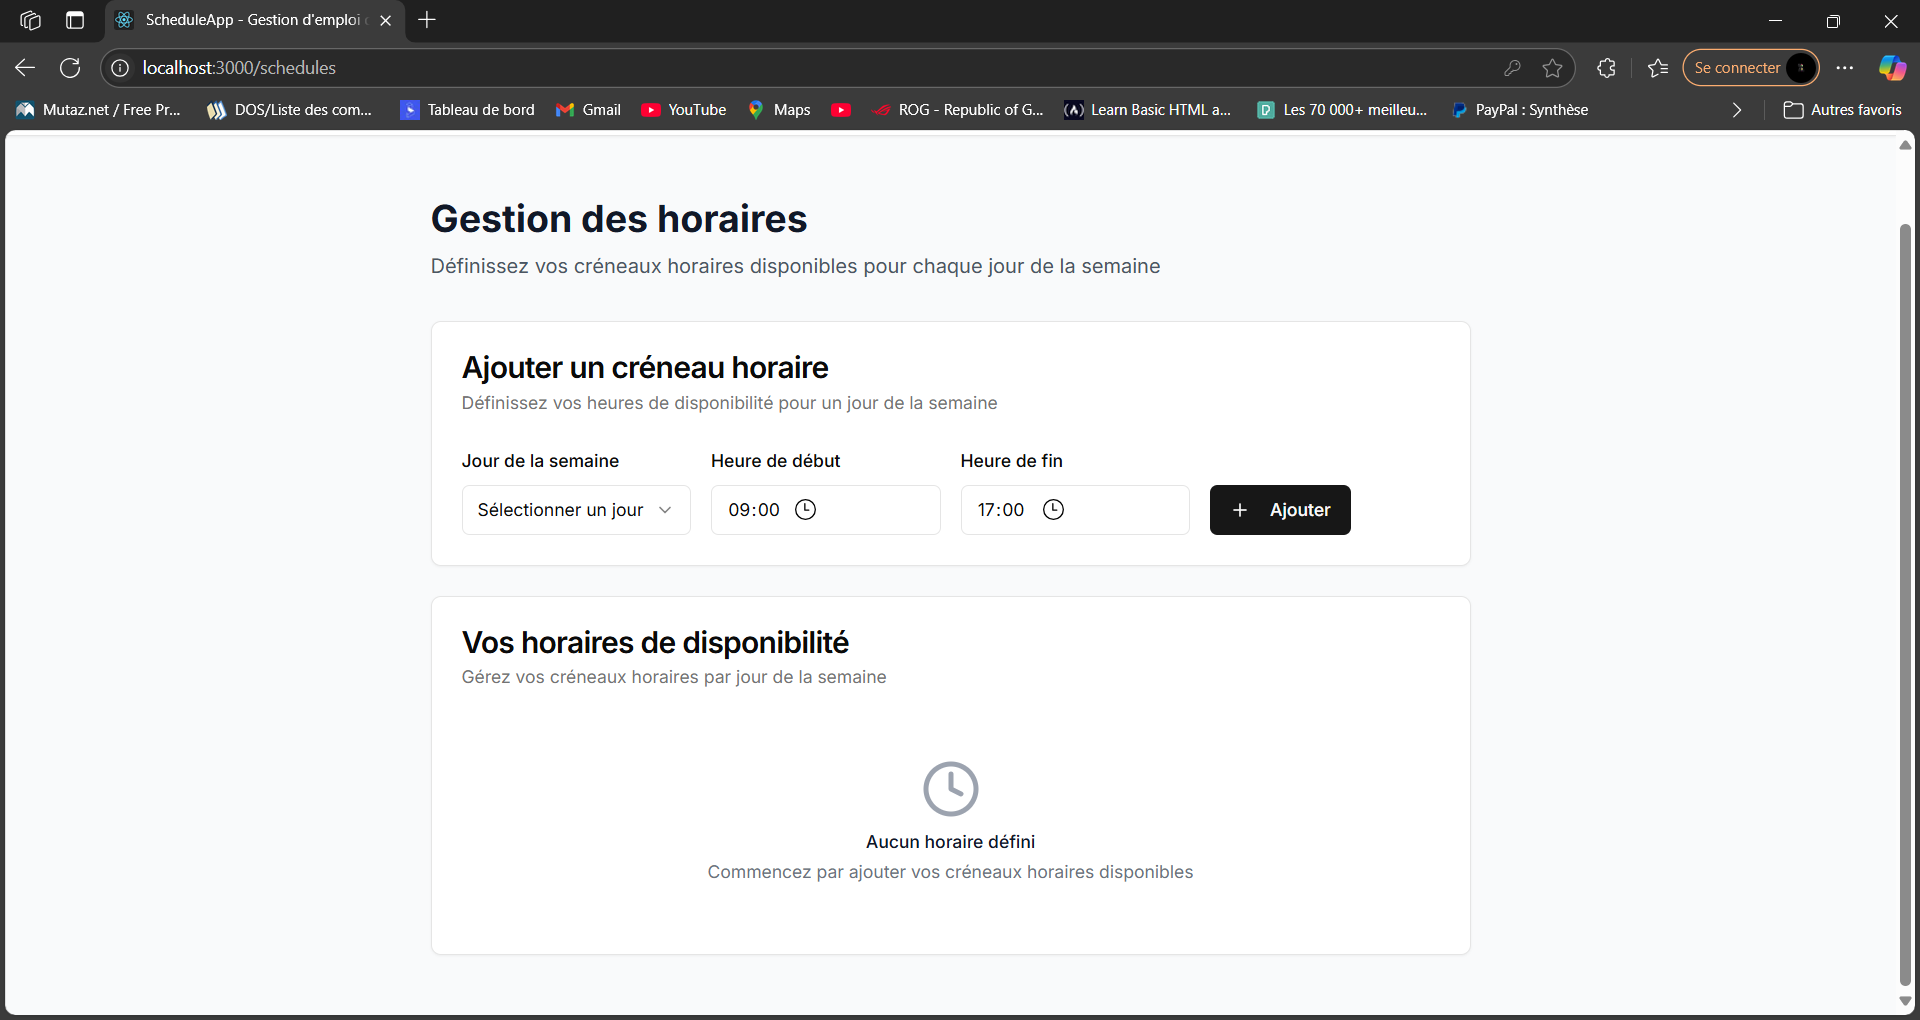 ScheduleApp - Gestion d'emploi
localhost:3000/schedules
Se connecter
Mutaz.net / Free Pr...
DOS/Liste des com...
Tableau de bord
Gmail
YouTube
Maps
ROG - Republic of G...
Learn Basic HTML a...
Les 70 000+ meilleu...
PayPal : Synthèse
Autres favoris
Gestion des horaires
Définissez vos créneaux horaires disponibles pour chaque jour de la semaine
Ajouter un créneau horaire
Définissez vos heures de disponibilité pour un jour de la semaine
Jour de la semaine
Heure de début
Heure de fin
Sélectionner un jour
09:00
17:00
Ajouter
Vos horaires de disponibilité
Gérez vos créneaux horaires par jour de la semaine
Aucun horaire défini
Commencez par ajouter vos créneaux horaires disponibles